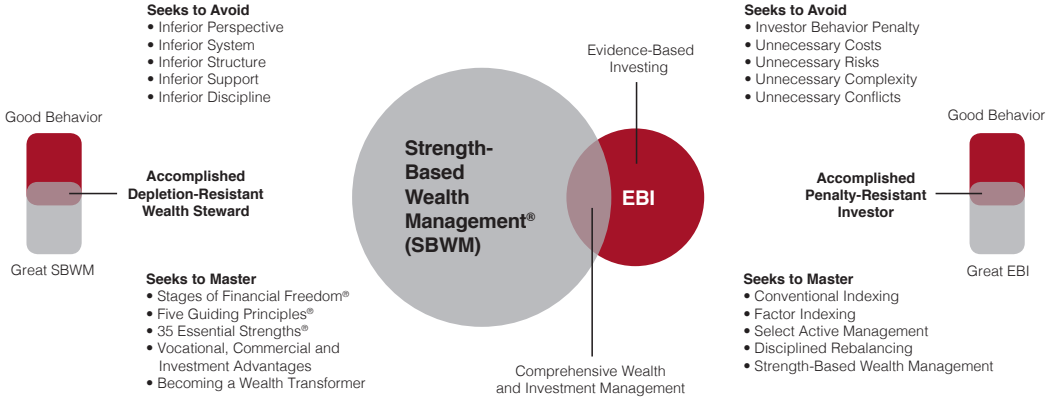 Seeks to Avoid
• Inferior Perspective
• Inferior System
• Inferior Structure
• Inferior Support
• Inferior Discipline
Good Behavior
Accomplished
Depletion-Resistant
Wealth Steward
Great SBWM
Seeks to Master
• Stages of Financial Freedom®
• Five Guiding Principles®
• 35 Essential Strengths®
• Vocational, Commercial and
Investment Advantages
• Becoming a Wealth Transformer
Strength-
Based
Wealth
Management®
(SBWM)
Evidence-Based
Investing
EBI
Comprehensive Wealth
and Investment Management
Seeks to Avoid
• Investor Behavior Penalty
• Unnecessary Costs
• Unnecessary Risks
• Unnecessary Complexity
• Unnecessary Conflicts
Good Behavior
Accomplished
Penalty-Resistant
Investor
Great EBI
Seeks to Master
• Conventional Indexing
• Factor Indexing
• Select Active Management
• Disciplined Rebalancing
• Strength-Based Wealth Management